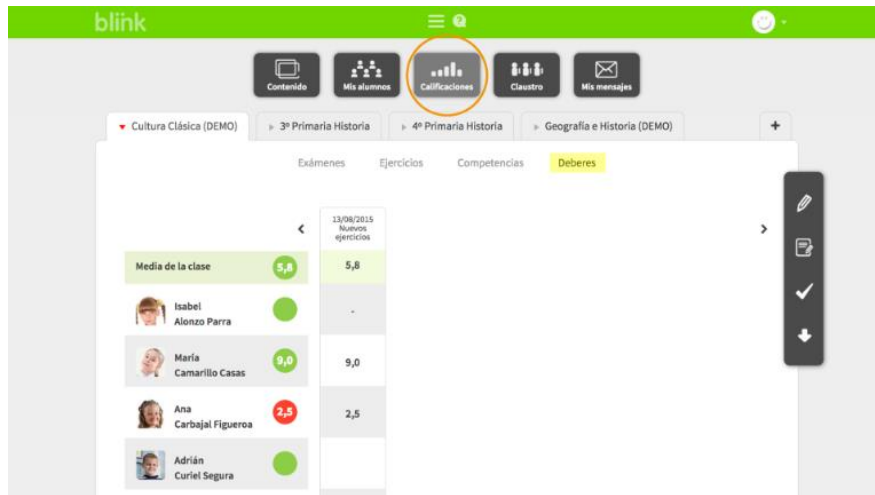 blink
Contenido
Mis alumnos
Calificaciones
Claustro
Mis mensajes
Cultura Clásica (DEMO)
3º Primaria Historia
4º Primaria Historia
Geografía e Historia (DEMO)
+
Exámenes
Ejercicios
Competencias
Deberes
13/08/2015
Nuevos
ejercicios
Media de la clase
5,8
5,8
Isabel
Alonzo Parra
-
María
Camarillo Casas
9,0
9,0
Ana
Carbajal Figueroa
2,5
2,5
Adrián
Curiel Segura